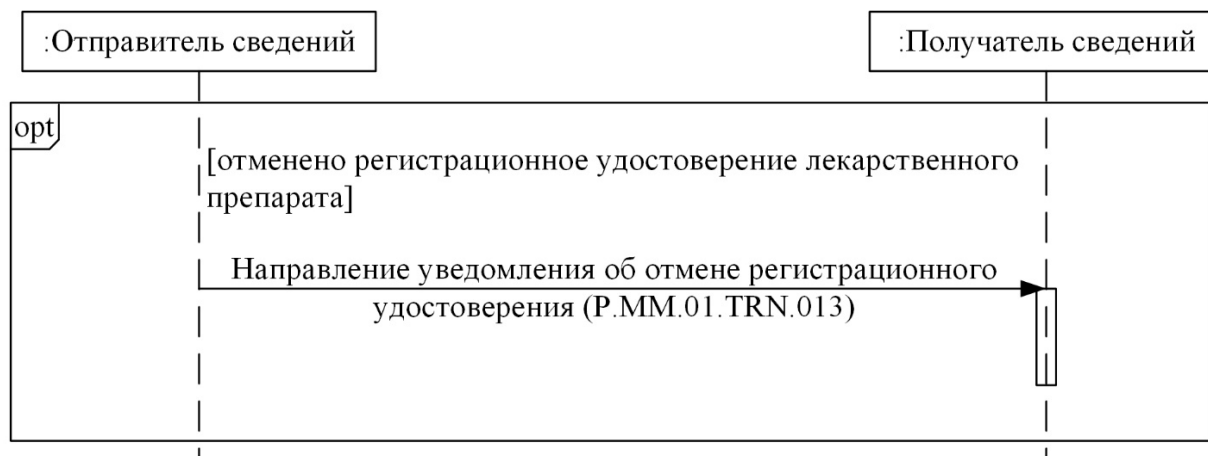 :Отправитель сведений
:Получатель сведений
opt
[отменено регистрационное удостоверение лекарственного
препарата]
Направление уведомления об отмене регистрационного
удостоверения (P.MM.01.TRN.013)